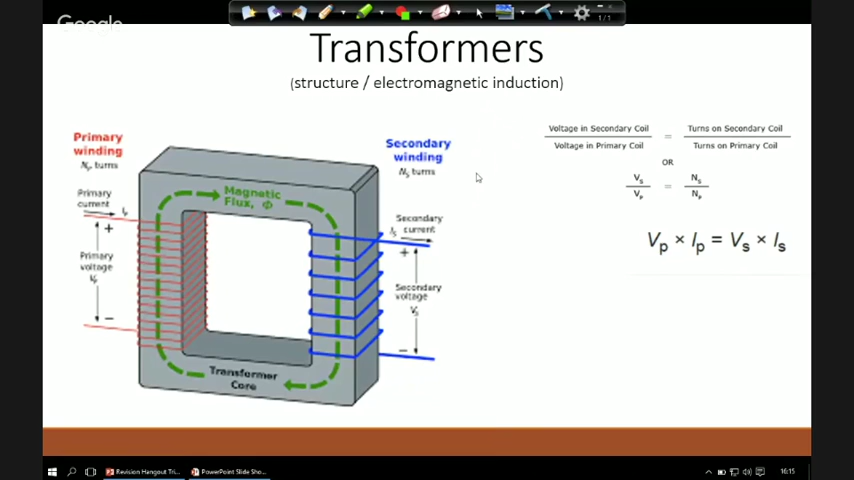 Google
1 / 1
Transformers
(structure / electromagnetic induction)
Primary
winding
Np turns
Primary
current
Ip
+
Primary
voltage
Vp
−
Magnetic
Flux, Φ
Transformer
Core
Secondary
winding
Ns turns
Secondary
current
Is
+
Secondary
voltage
Vs
−
Voltage in Secondary Coil = Turns on Secondary Coil
Voltage in Primary Coil Turns on Primary Coil
OR
Vs = Ns
Vp Np
Vp × Ip = Vs × Is
Revision Hangout Tri...
PowerPoint Slide Sho...
16:15